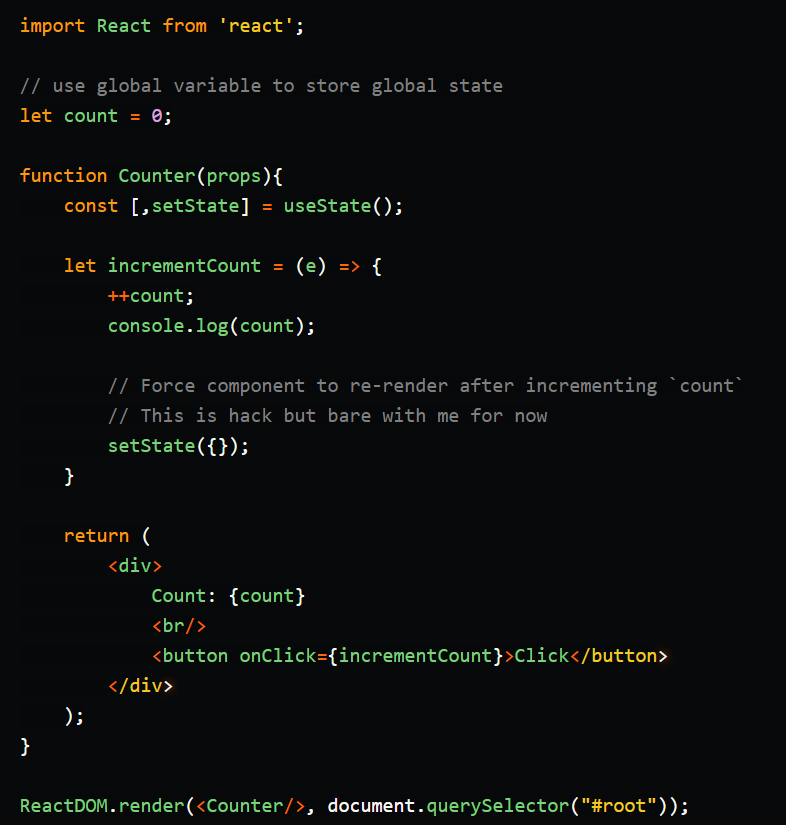 import React from 'react';
// use global variable to store global state
let count = 0;
function Counter(props){
const [,setState] = useState();
let incrementCount = (e) => {
++count;
console.log(count);
// Force component to re-render after incrementing `count`
// This is hack but bare with me for now
setState({});
}
return (
<div>
Count: {count}
<br/>
<button onClick={incrementCount}>Click</button>
</div>
);
}
ReactDOM.render(<Counter/>, document.querySelector("#root"));